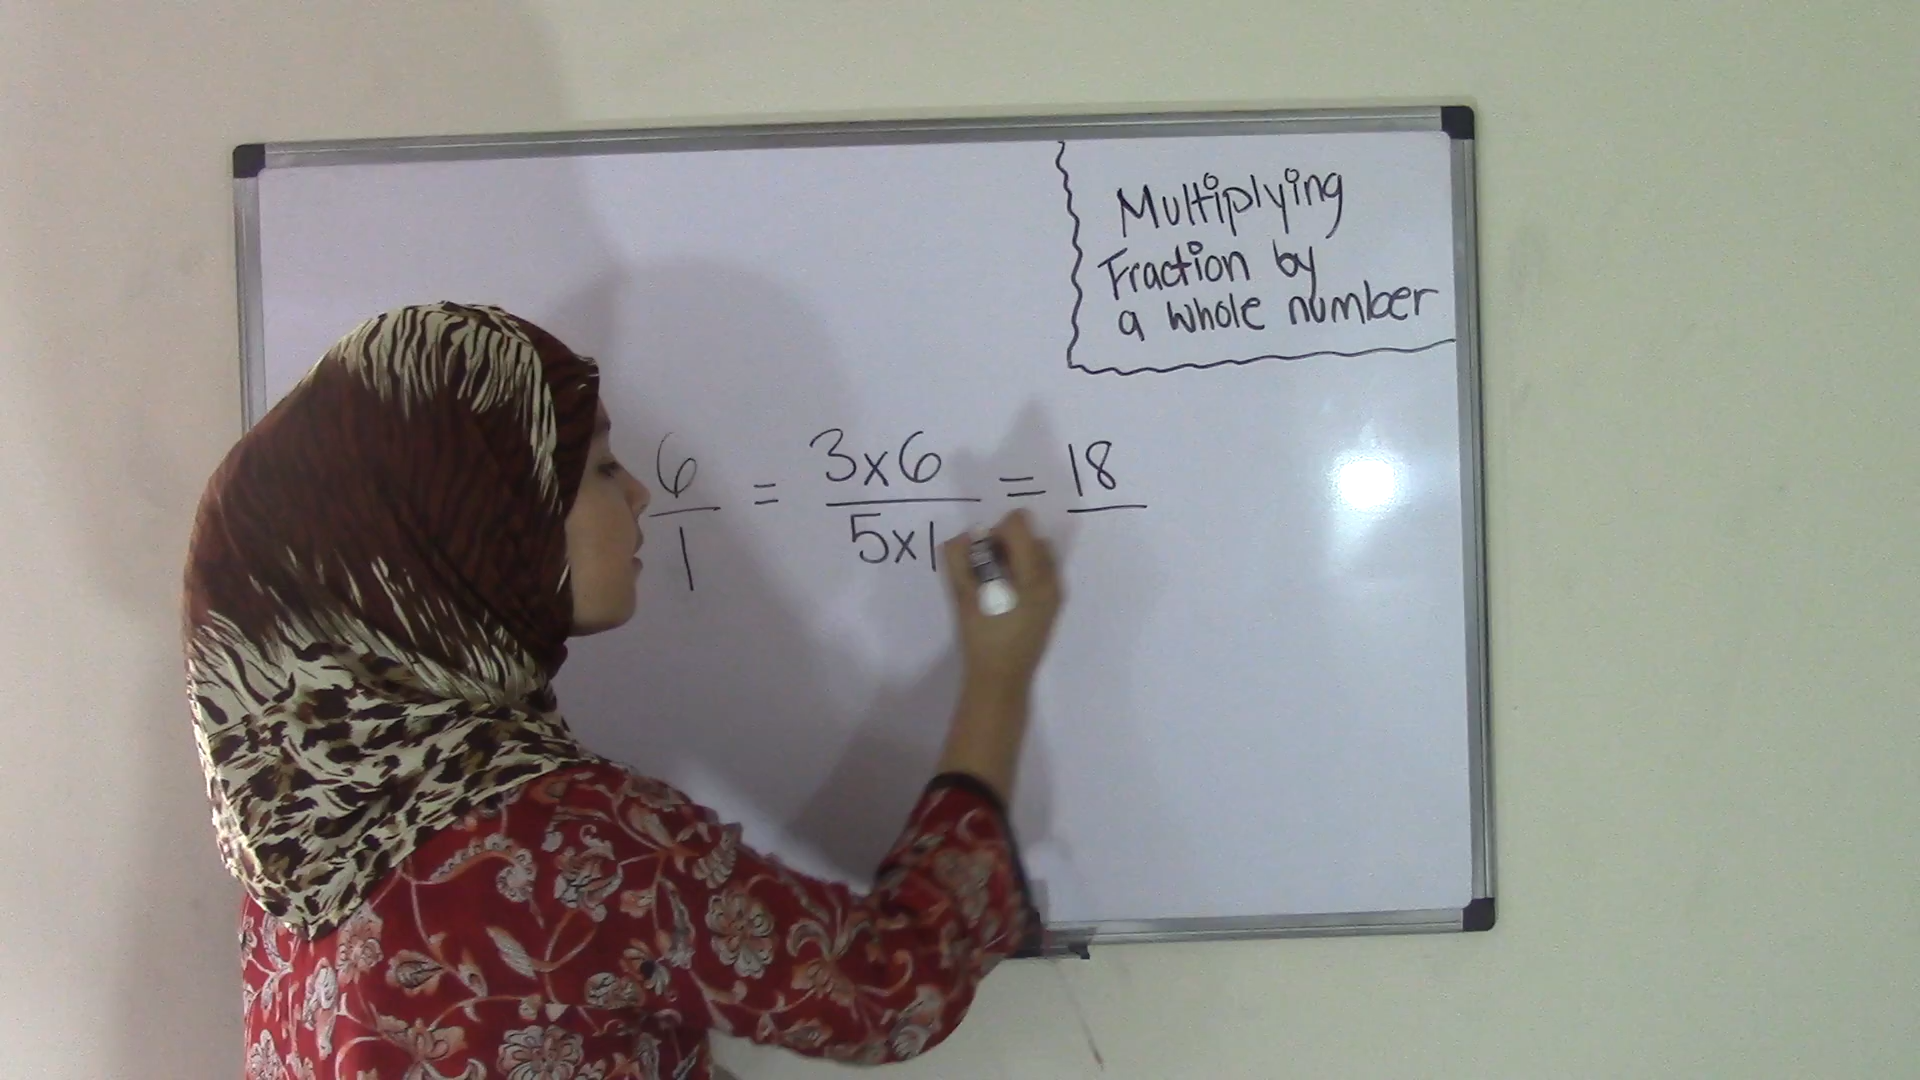 Multiplying
Fraction by
a whole number
6/1 = 3x6/5x1 = 18/